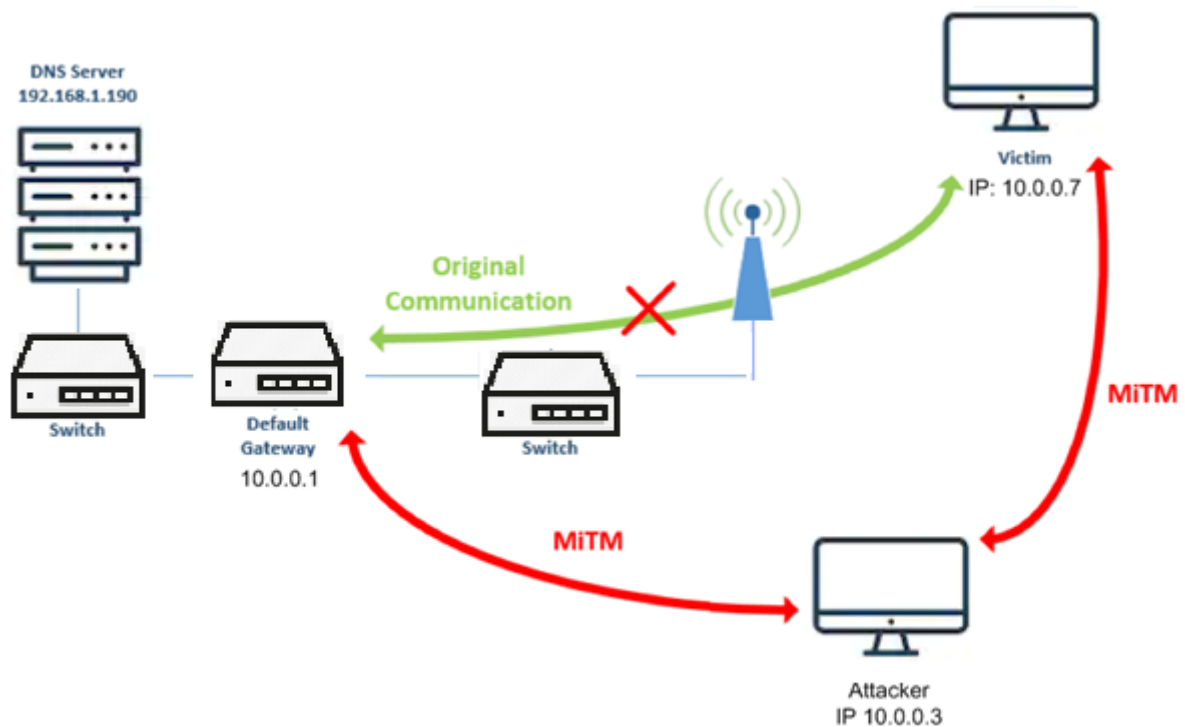 DNS Server
192.168.1.190
Victim
IP: 10.0.0.7
Original
Communication
MiTM
Switch
Default
Gateway
10.0.0.1
Switch
MiTM
Attacker
IP 10.0.0.3